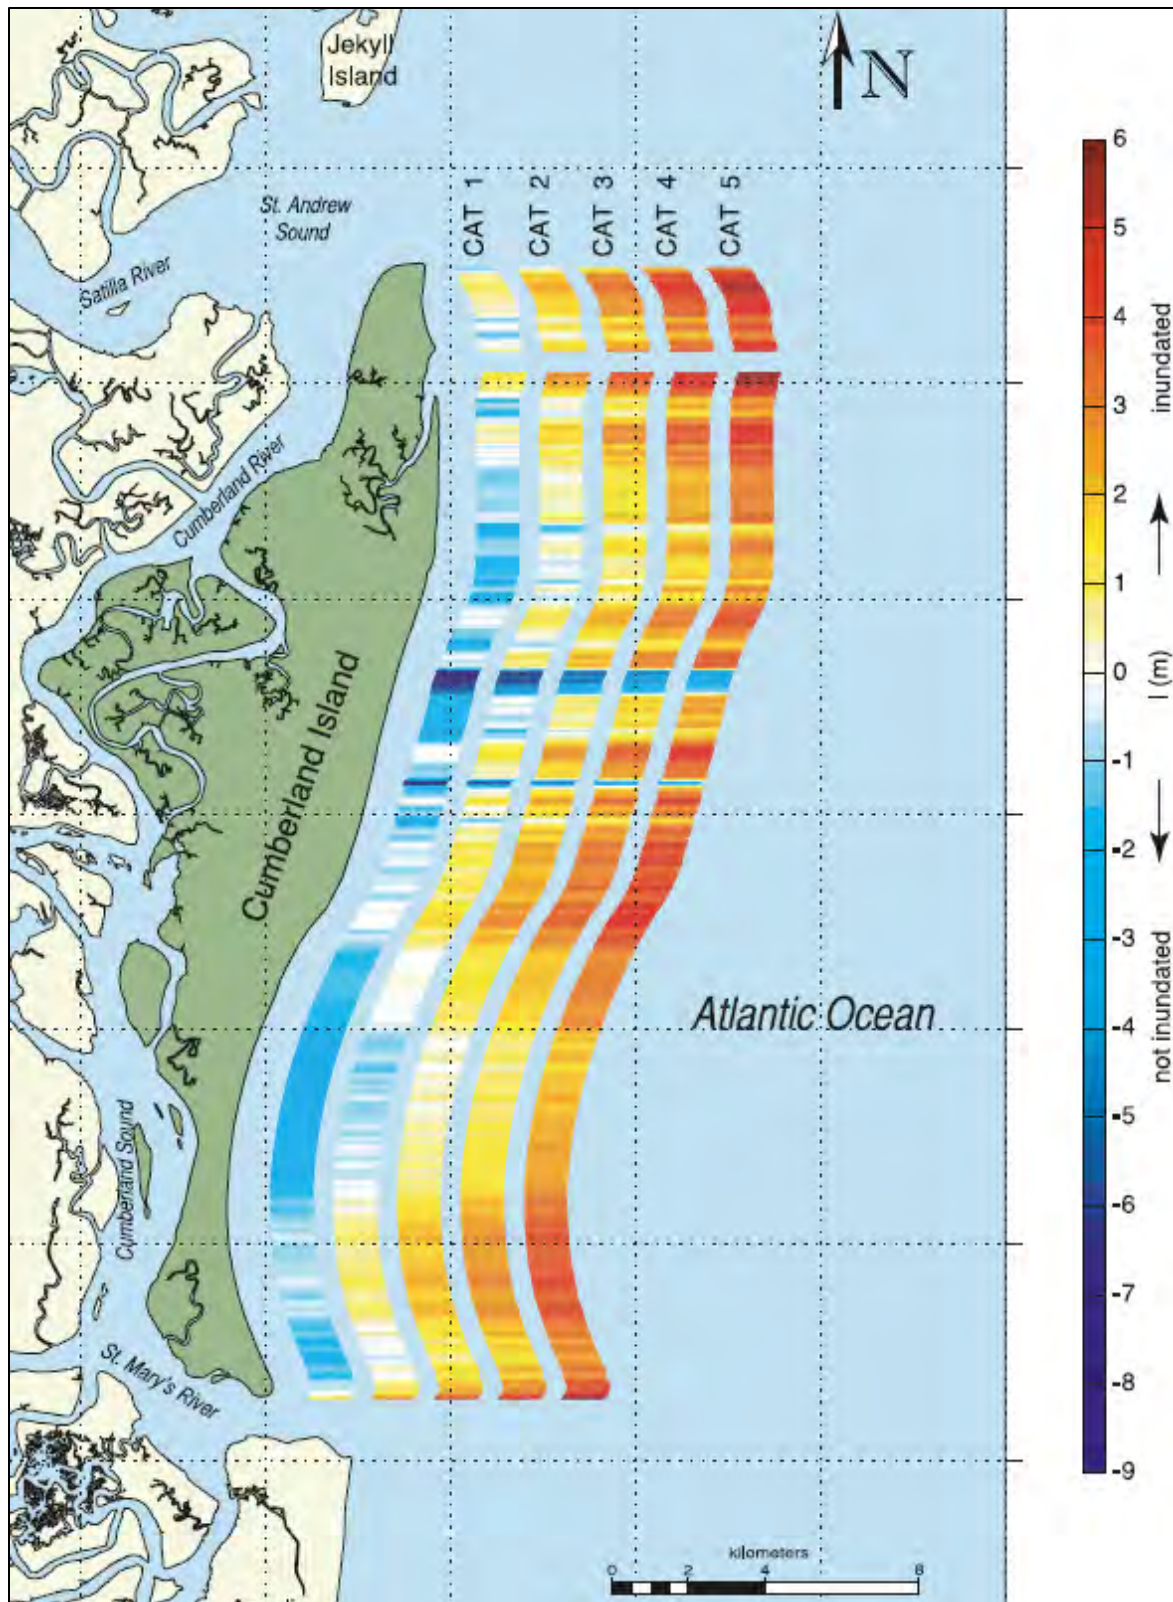 Jekyll
Island
N
St. Andrew
Sound
Satilla River
CAT 1
CAT 2
CAT 3
CAT 4
CAT 5
Cumberland River
Cumberland Island
Atlantic Ocean
Cumberland Sound
St. Mary's River
6
5
4
3
2
1
0
-1
-2
-3
-4
-5
-6
-7
-8
-9
inundated
I (m)
not inundated
kilometers
0 2 4 8